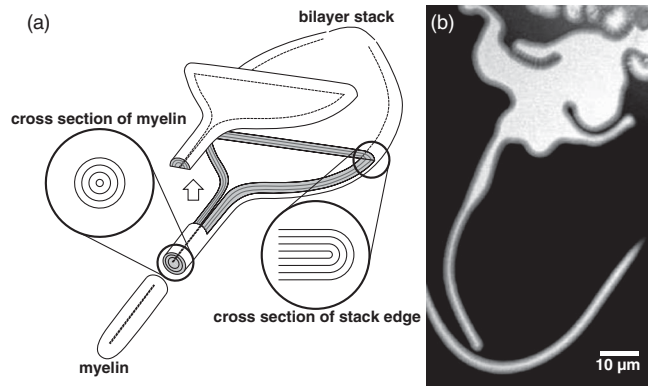 (a)
bilayer stack
(b)
cross section of myelin
cross section of stack edge
myelin
10 µm